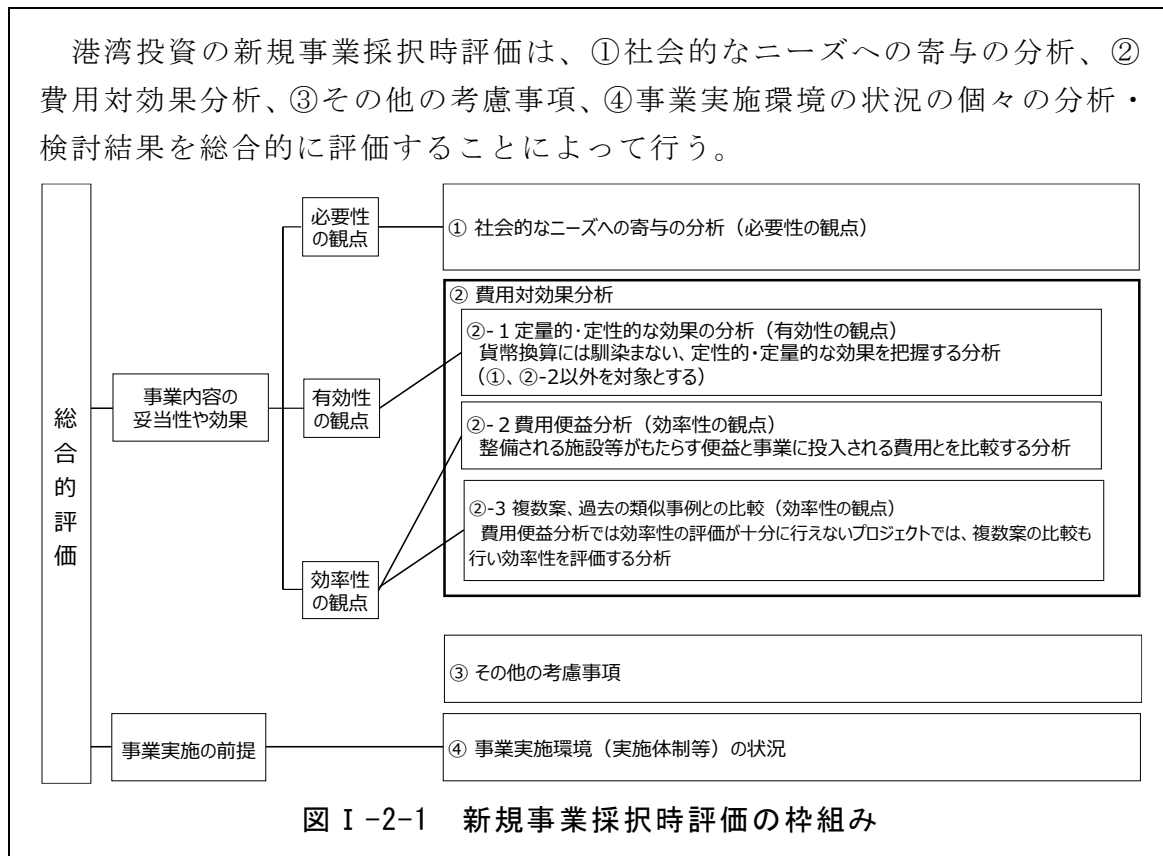 港湾投資の新規事業採択時評価は、①社会的なニーズへの寄与の分析、②
費用対効果分析、③その他の考慮事項、④事業実施環境の状況の個々の分析・
検討結果を総合的に評価することによって行う。
総合的評価
事業内容の
妥当性や効果
事業実施の前提
必要性
の観点
有効性
の観点
効率性
の観点
① 社会的なニーズへの寄与の分析（必要性の観点）
② 費用対効果分析
②-１定量的・定性的な効果の分析（有効性の観点）
貨幣換算には馴染まない、定性的・定量的な効果を把握する分析
（①、②-2以外を対象とする）
②-２費用便益分析（効率性の観点）
整備される施設等がもたらす便益と事業に投入される費用とを比較する分析
②-3 複数案、過去の類似事例との比較（効率性の観点）
費用便益分析では効率性の評価が十分に行えないプロジェクトでは、複数案の比較も
行い効率性を評価する分析
③ その他の考慮事項
④ 事業実施環境（実施体制等）の状況
図Ⅰ-2-1　新規事業採択時評価の枠組み